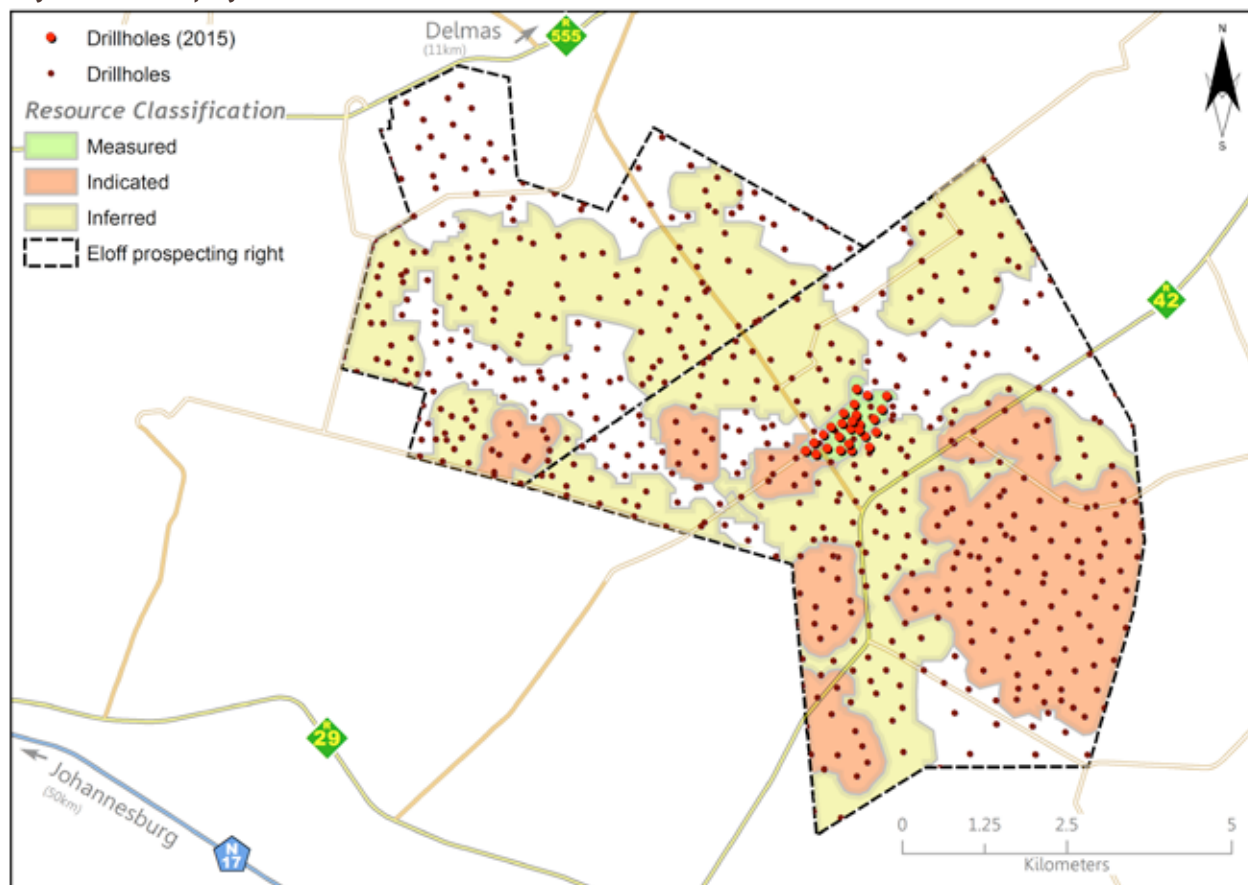 Drillholes (2015)
Drillholes
Resource Classification
Measured
Indicated
Inferred
Eloff prospecting right
Delmas
(11km)
R
555
N
S
R
42
R
29
Johannesburg
(50km)
N
17
0 1.25 2.5 5
Kilometers